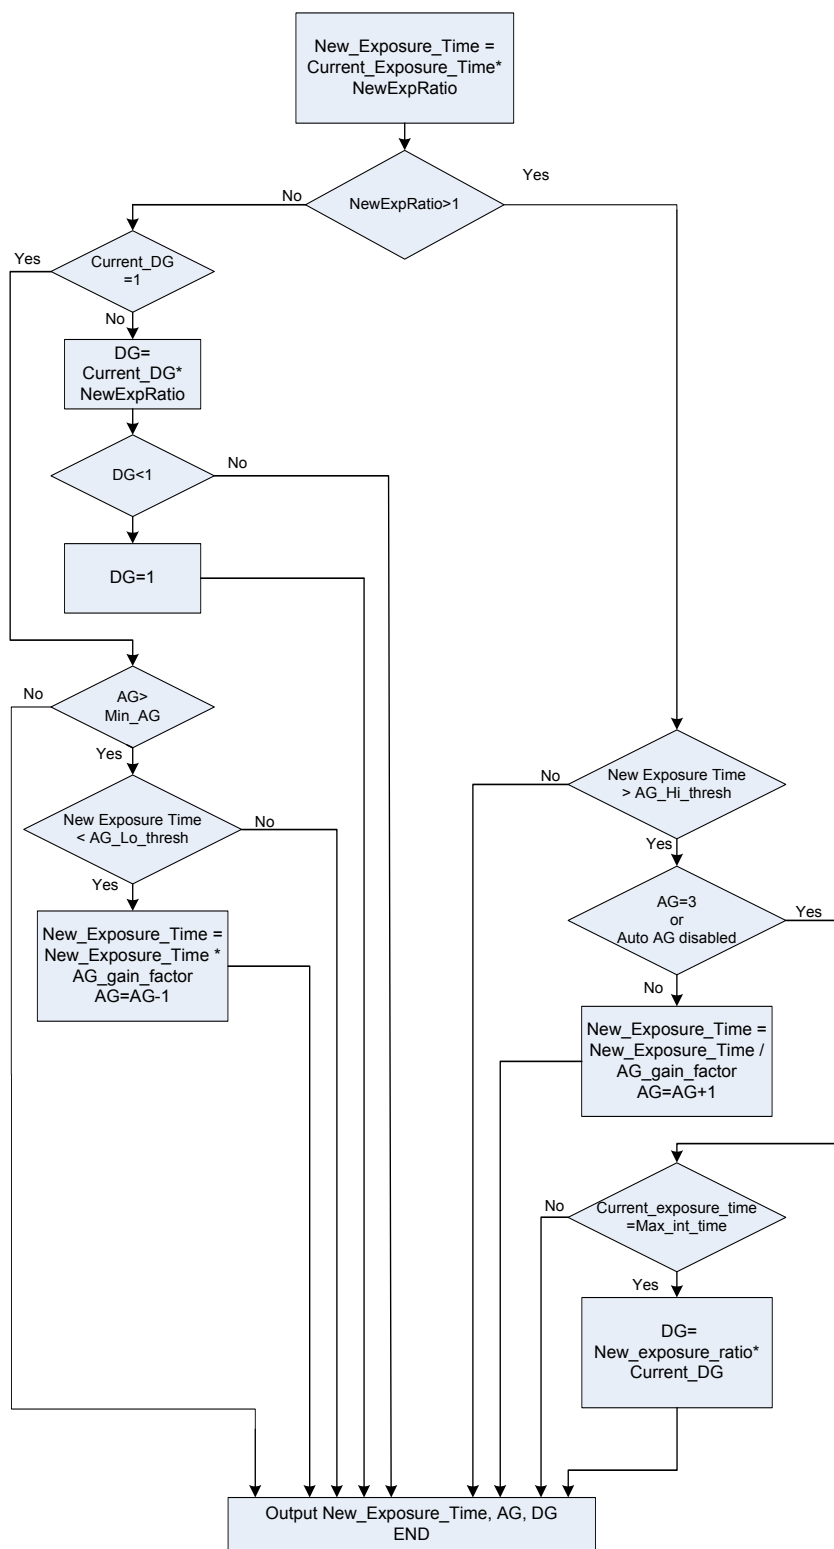 New_Exposure_Time =
Current_Exposure_Time*
NewExpRatio
NewExpRatio>1
No
Yes
Current_DG
=1
Yes
No
DG=
Current_DG*
NewExpRatio
DG<1
No
DG=1
AG>
Min_AG
No
Yes
New Exposure Time
< AG_Lo_thresh
No
Yes
New_Exposure_Time =
New_Exposure_Time *
AG_gain_factor
AG=AG-1
New Exposure Time
> AG_Hi_thresh
No
Yes
AG=3
or
Auto AG disabled
Yes
No
New_Exposure_Time =
New_Exposure_Time /
AG_gain_factor
AG=AG+1
Current_exposure_time
=Max_int_time
No
Yes
DG=
New_exposure_ratio*
Current_DG
Output New_Exposure_Time, AG, DG
END